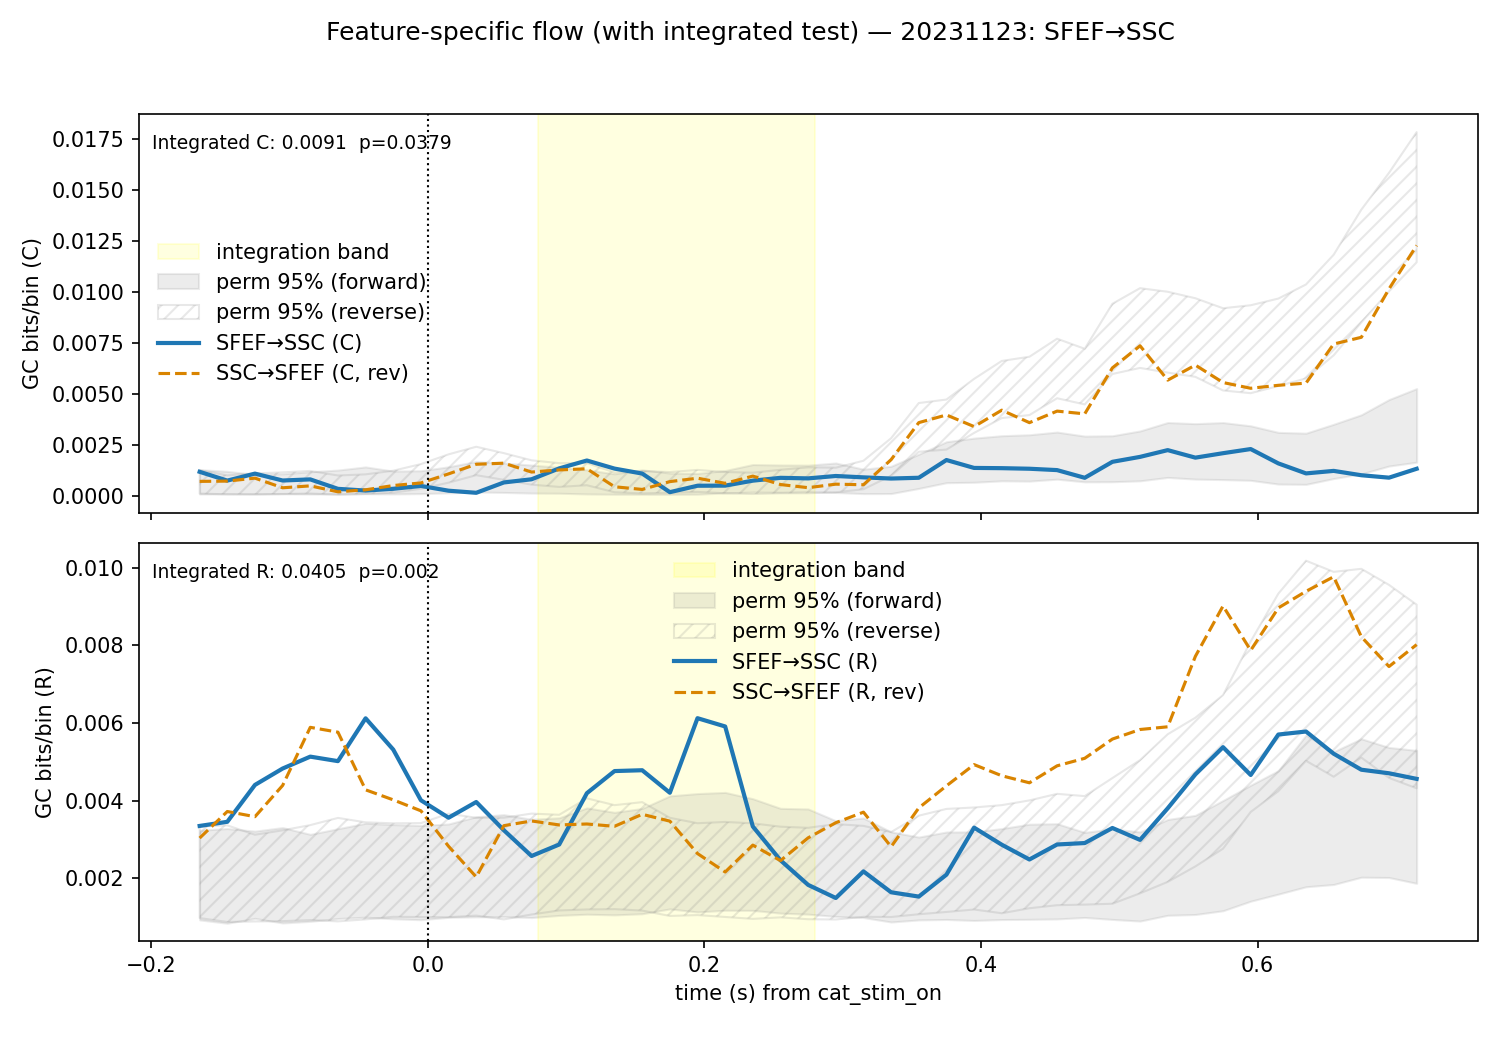 Feature-specific flow (with integrated test) — 20231123: SFEF→SSC
Integrated C: 0.0091  p=0.0379
GC bits/bin (C)
0.0175
0.0150
0.0125
0.0100
0.0075
0.0050
0.0025
0.0000
integration band
perm 95% (forward)
perm 95% (reverse)
SFEF→SSC (C)
SSC→SFEF (C, rev)
Integrated R: 0.0405  p=0.002
GC bits/bin (R)
0.010
0.008
0.006
0.004
0.002
integration band
perm 95% (forward)
perm 95% (reverse)
SFEF→SSC (R)
SSC→SFEF (R, rev)
−0.2
0.0
0.2
0.4
0.6
time (s) from cat_stim_on